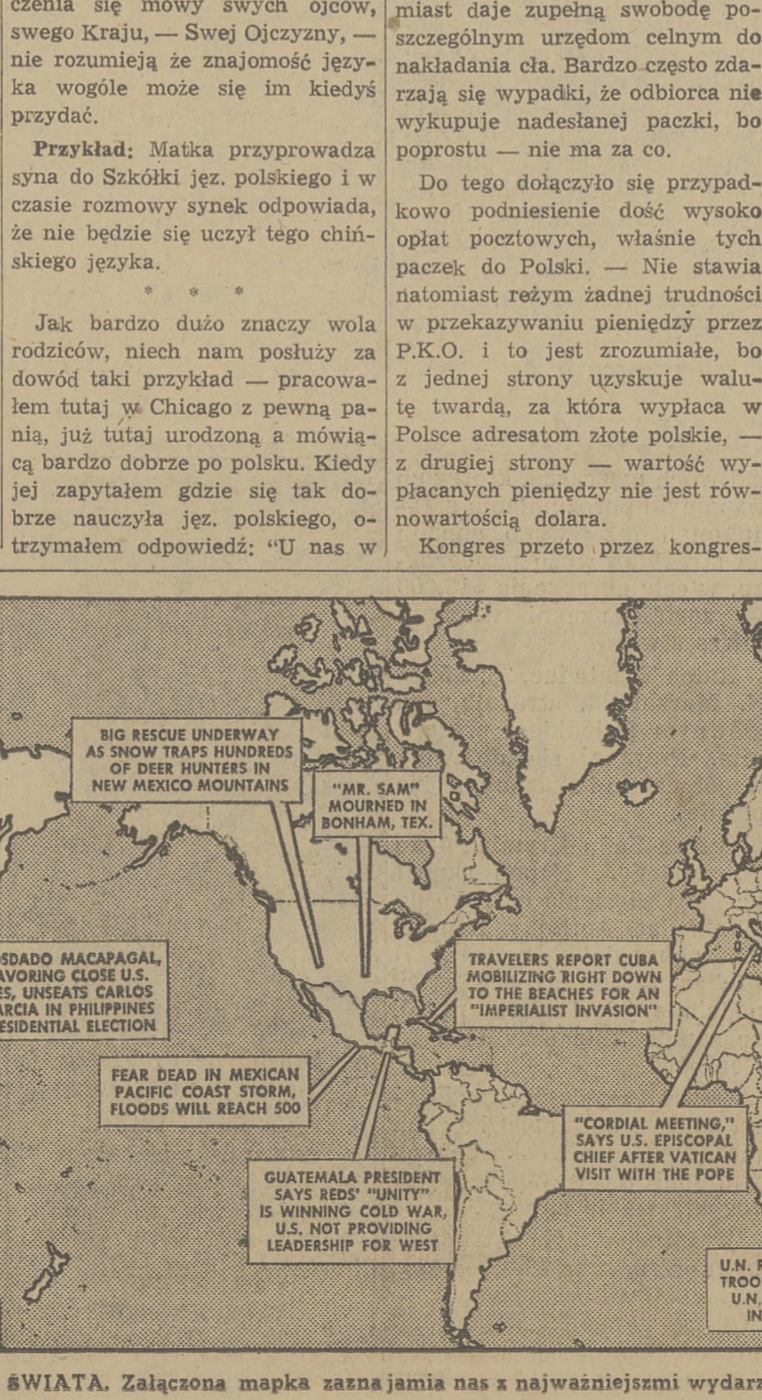 czenia się mowy swych ojców,
swego Kraju, — Swej Ojczyzny, —
nie rozumieją że znajomość języ-
ka wogóle może się im kiedyś
przydać.
Przykład: Matka przyprowadza
syna do Szkółki jęz. polskiego i w
czasie rozmowy synek odpowiada,
że nie będzie się uczył tego chiń-
skiego języka.
* * *
Jak bardzo dużo znaczy wola
rodziców, niech nam posłuży za
dowód taki przykład — pracowa-
łem tutaj w Chicago z pewną pa-
nią, już tutaj urodzoną a mówią-
cą bardzo dobrze po polsku. Kiedy
jej zapytałem gdzie się tak do-
brze nauczyła jęz. polskiego, o-
trzymałem odpowiedź: "U nas w
miast daje zupełną swobodę po-
szczególnym urzędom celnym do
nakładania cła. Bardzo często zda-
rzają się wypadki, że odbiorca nie
wykupuje nadesłanej paczki, bo
poprostu — nie ma za co.
Do tego dołączyło się przypad-
kowo podniesienie dość wysoko
opłat pocztowych, właśnie tych
paczek do Polski. — Nie stawia
natomiast reżym żadnej trudności
w przekazywaniu pieniędzy przez
P.K.O. i to jest zrozumiałe, bo
z jednej strony uzyskuje walu-
tę twardą, za która wypłaca w
Polsce adresatom złote polskie, —
z drugiej strony — wartość wy-
płacanych pieniędzy nie jest rów-
nowartością dolara.
Kongres przeto przez kongres-
BIG RESCUE UNDERWAY
AS SNOW TRAPS HUNDREDS
OF DEER HUNTERS IN
NEW MEXICO MOUNTAINS
"MR. SAM"
MOURNED IN
BONHAM, TEX.
SDADO MACAPAGAL,
AVORING CLOSE U.S.
ES, UNSEATS CARLOS
ARCIA IN PHILIPPINES
ESIDENTIAL ELECTION
TRAVELERS REPORT CUBA
MOBILIZING RIGHT DOWN
TO THE BEACHES FOR AN
"IMPERIALIST INVASION"
FEAR DEAD IN MEXICAN
PACIFIC COAST STORM,
FLOODS WILL REACH 500
"CORDIAL MEETING,"
SAYS U.S. EPISCOPAL
CHIEF AFTER VATICAN
VISIT WITH THE POPE
GUATEMALA PRESIDENT
SAYS REDS' "UNITY"
IS WINNING COLD WAR,
U.S. NOT PROVIDING
LEADERSHIP FOR WEST
U.N.
TROO
U.N.
IN
ŚWIATA. Załączona mapka zaznajamia nas z najważniejszmi wydarz